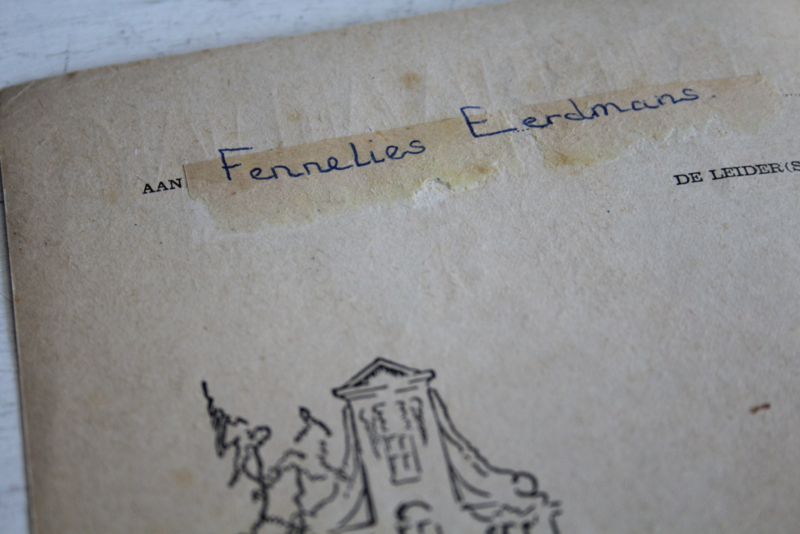 AAN Fennelies Eerdmans.
DE LEIDER(S